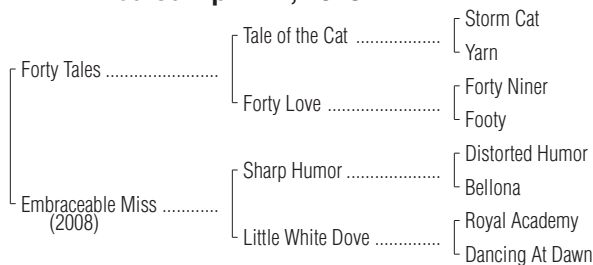 Storm Cat
Tale of the Cat ...................
Yarn
Forty Tales .........................
Forty Niner
Forty Love .........................
Footy
Distorted Humor
Sharp Humor .....................
Bellona
Embraceable Miss ............
(2008)
Royal Academy
Little White Dove ...............
Dancing At Dawn